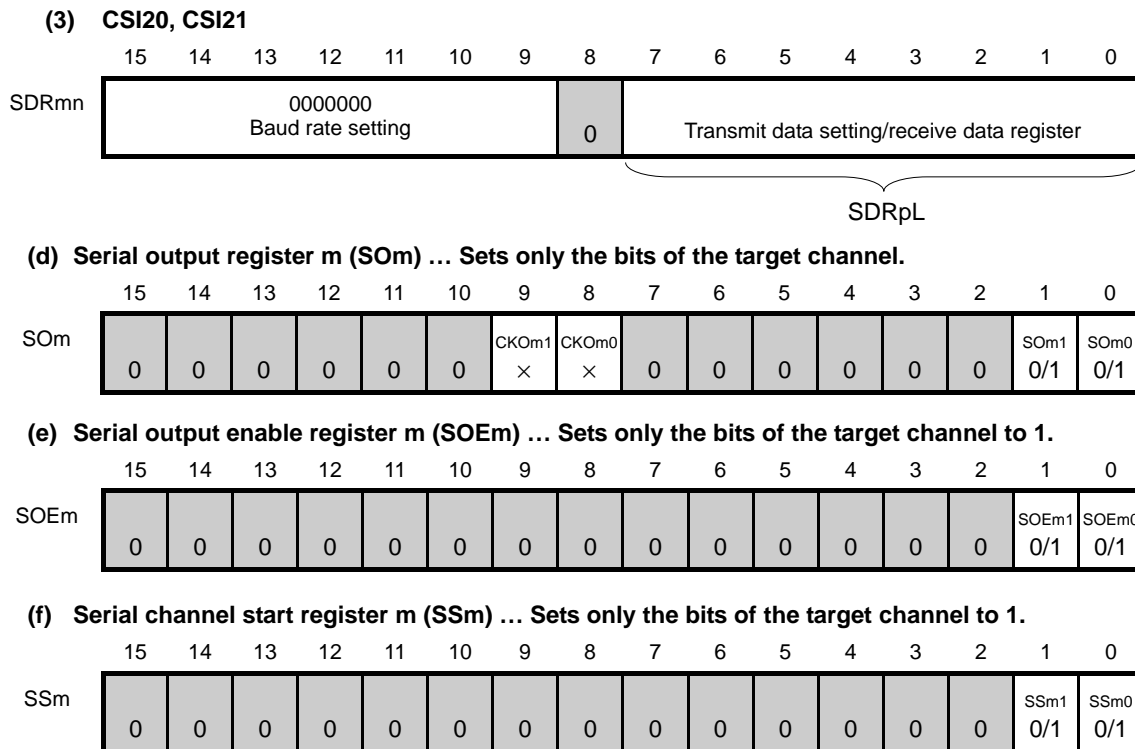 (3) CSI20, CSI21
15 14 13 12 11 10 9 8 7 6 5 4 3 2 1 0
SDRmn
0000000
Baud rate setting
0
Transmit data setting/receive data register
SDRpL
(d) Serial output register m (SOm) … Sets only the bits of the target channel.
15 14 13 12 11 10 9 8 7 6 5 4 3 2 1 0
SOm
CKOm1 CKOm0 SOm1 SOm0
0 0 0 0 0 0 × × 0 0 0 0 0 0 0/1 0/1
(e) Serial output enable register m (SOEm) … Sets only the bits of the target channel to 1.
15 14 13 12 11 10 9 8 7 6 5 4 3 2 1 0
SOEm
SOEm1 SOEm0
0 0 0 0 0 0 0 0 0 0 0 0 0 0 0/1 0/1
(f) Serial channel start register m (SSm) … Sets only the bits of the target channel to 1.
15 14 13 12 11 10 9 8 7 6 5 4 3 2 1 0
SSm
SSm1 SSm0
0 0 0 0 0 0 0 0 0 0 0 0 0 0 0/1 0/1